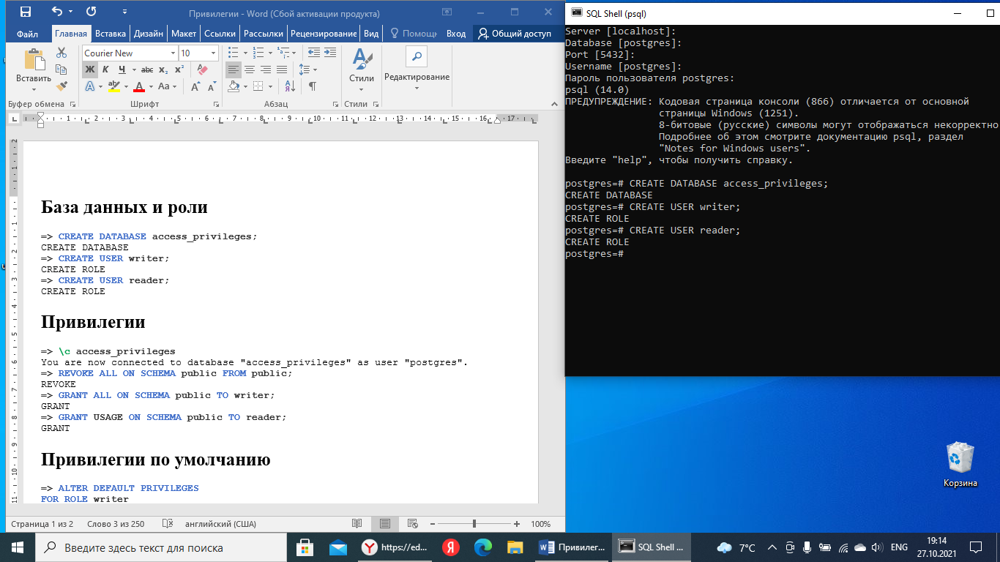 Привилегии - Word (Сбой активации продукта)
Файл Главная Вставка Дизайн Макет Ссылки Рассылки Рецензирование Вид Помощь Вход Общий доступ
Courier New 10
Вставить
Ж К Ч abc x₂ x²
Стили Редактирование
Буфер обмена Шрифт Абзац Стили
1 2 3 4 5 6 7 8 9 10 11 12 13 14 15 16 17
База данных и роли
=> CREATE DATABASE access_privileges;
CREATE DATABASE
=> CREATE USER writer;
CREATE ROLE
=> CREATE USER reader;
CREATE ROLE
Привилегии
=> \c access_privileges
You are now connected to database "access_privileges" as user "postgres".
=> REVOKE ALL ON SCHEMA public FROM public;
REVOKE
=> GRANT ALL ON SCHEMA public TO writer;
GRANT
=> GRANT USAGE ON SCHEMA public TO reader;
GRANT
Привилегии по умолчанию
=> ALTER DEFAULT PRIVILEGES
FOR ROLE writer
Страница 1 из 2 Слово 3 из 250 английский (США) 100%
SQL Shell (psql)
Server [localhost]:
Database [postgres]:
Port [5432]:
Username [postgres]:
Пароль пользователя postgres:
psql (14.0)
ПРЕДУПРЕЖДЕНИЕ: Кодовая страница консоли (866) отличается от основной
страницы Windows (1251).
8-битовые (русские) символы могут отображаться некорректно
Подробнее об этом смотрите документацию psql, раздел
"Notes for Windows users".
Введите "help", чтобы получить справку.
postgres=# CREATE DATABASE access_privileges;
CREATE DATABASE
postgres=# CREATE USER writer;
CREATE ROLE
postgres=# CREATE USER reader;
CREATE ROLE
postgres=#
Корзина
Введите здесь текст для поиска
https://ed...
Привилег...
SQL Shell ...
7°C
ENG
19:14
27.10.2021